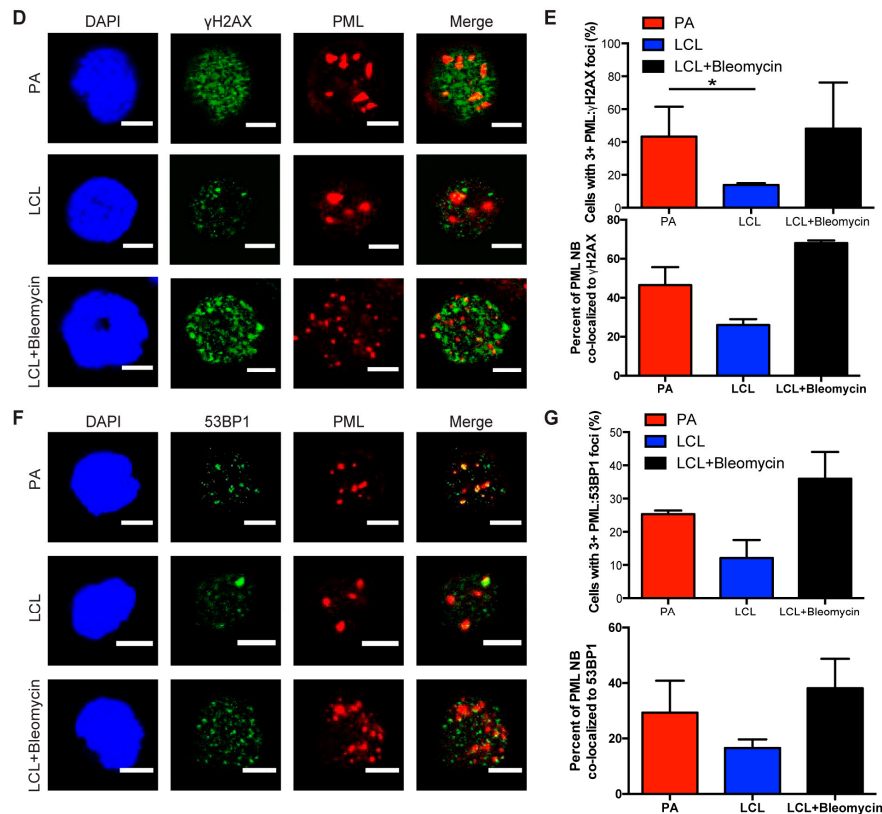 D
DAPI γH2AX PML Merge
PA
LCL
LCL+Bleomycin
E
PA
LCL
LCL+Bleomycin
Cells with 3+ PML:γH2AX foci (%)
100
80
60
40
20
0
*
PA LCL LCL+Bleomycin
Percent of PML NB
co-localized to γH2AX
80
60
40
20
0
PA LCL LCL+Bleomycin
F
DAPI 53BP1 PML Merge
PA
LCL
LCL+Bleomycin
G
PA
LCL
LCL+Bleomycin
Cells with 3+ PML:53BP1 foci (%)
50
40
30
20
10
0
PA LCL LCL+Bleomycin
Percent of PML NB
co-localized to 53BP1
60
40
20
0
PA LCL LCL+Bleomycin